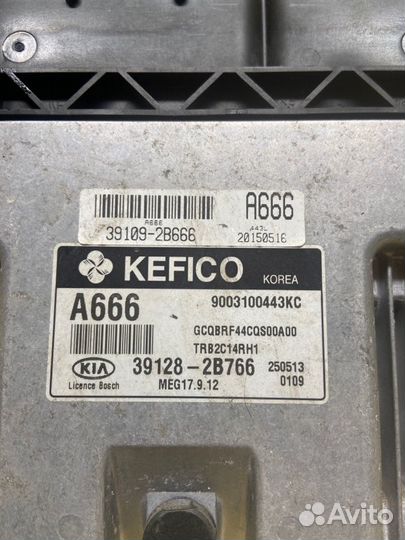 A666
A666
39109-2B666
443L
20150516
KEFICO
KOREA
A666
9003100443KC
GCQBRF44CQS00A00
TRB2C14RH1
KIA
39128-2B766
250513
Licence Bosch
MEG17.9.12
0109
Avito